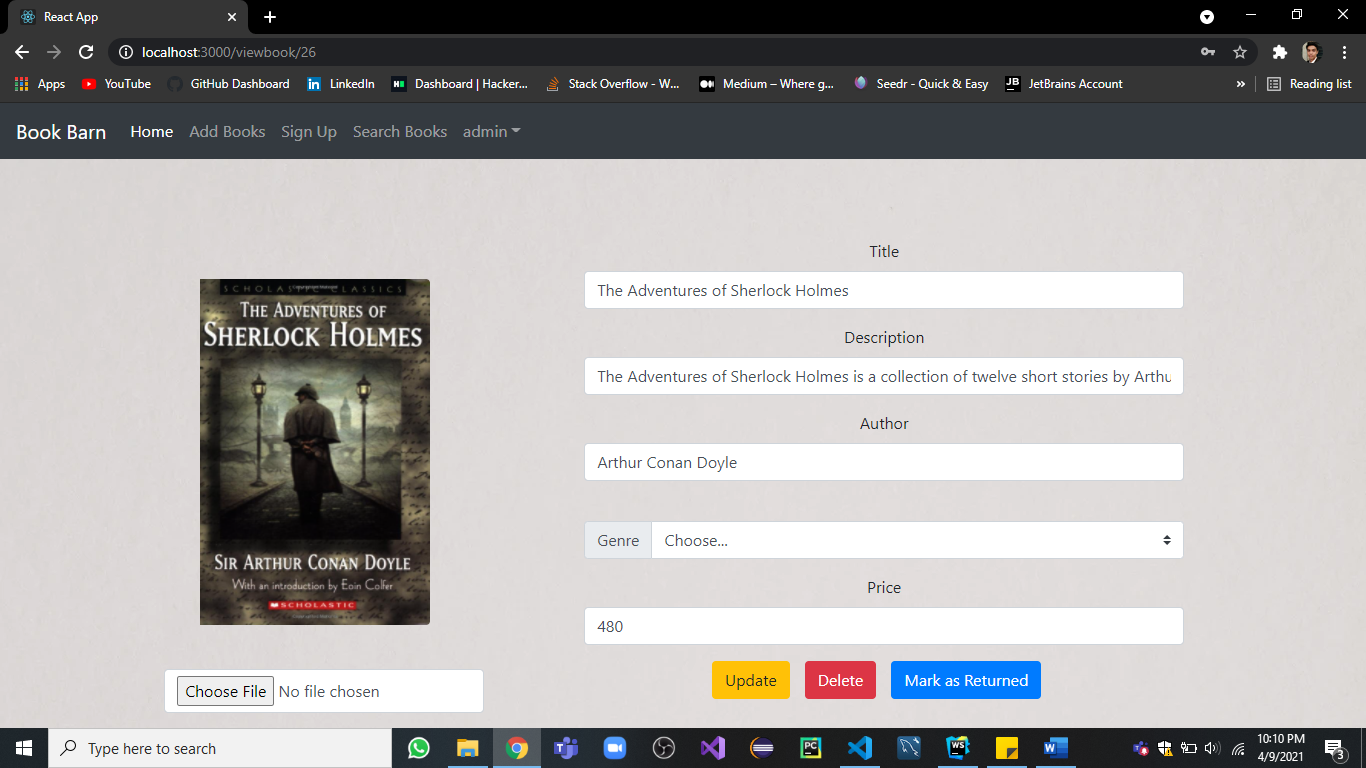 React App
localhost:3000/viewbook/26
Apps YouTube GitHub Dashboard LinkedIn Dashboard | Hacker... Stack Overflow - W... Medium – Where g... Seedr - Quick & Easy JetBrains Account » Reading list
Book Barn Home Add Books Sign Up Search Books admin
SCHOLASTIC CLASSICS
THE ADVENTURES OF
SHERLOCK HOLMES
SIR ARTHUR CONAN DOYLE
With an introduction by Eoin Colfer
SCHOLASTIC
Choose File No file chosen
Title
The Adventures of Sherlock Holmes
Description
The Adventures of Sherlock Holmes is a collection of twelve short stories by Arthu
Author
Arthur Conan Doyle
Genre Choose...
Price
480
Update Delete Mark as Returned
Type here to search
10:10 PM
4/9/2021
3